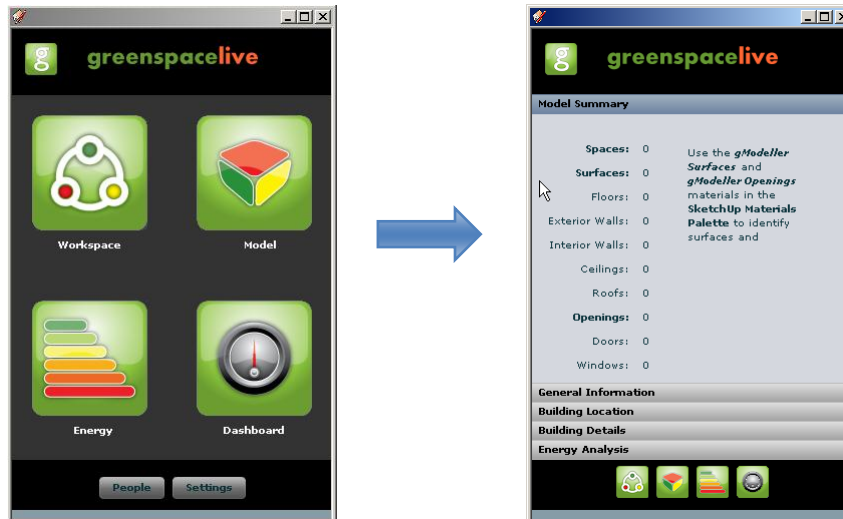 greenspacelive
Workspace
Model
Energy
Dashboard
People
Settings
greenspacelive
Model Summary
Spaces: 0
Surfaces: 0
Floors: 0
Exterior Walls: 0
Interior Walls: 0
Ceilings: 0
Roofs: 0
Openings: 0
Doors: 0
Windows: 0
Use the gModeller
Surfaces and
gModeller Openings
materials in the
SketchUp Materials
Palette to identify
surfaces and
General Information
Building Location
Building Details
Energy Analysis